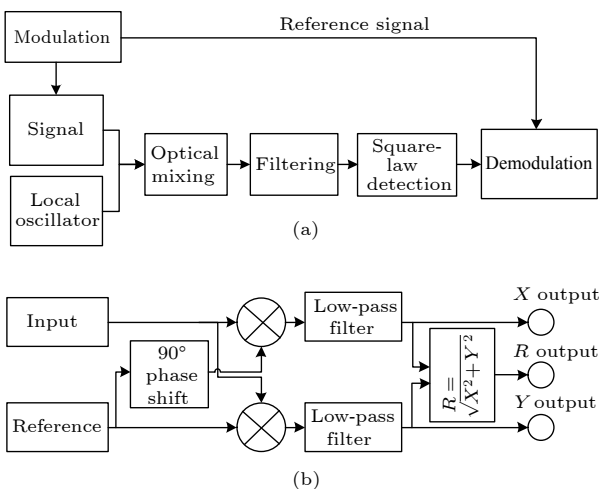 Modulation
Reference signal
Signal
Local
oscillator
Optical
mixing
Filtering
Square-
law
detection
Demodulation
(a)
Input
90°
phase
shift
Reference
Low-pass
filter
Low-pass
filter
R =
√X²+Y²
X output
R output
Y output
(b)